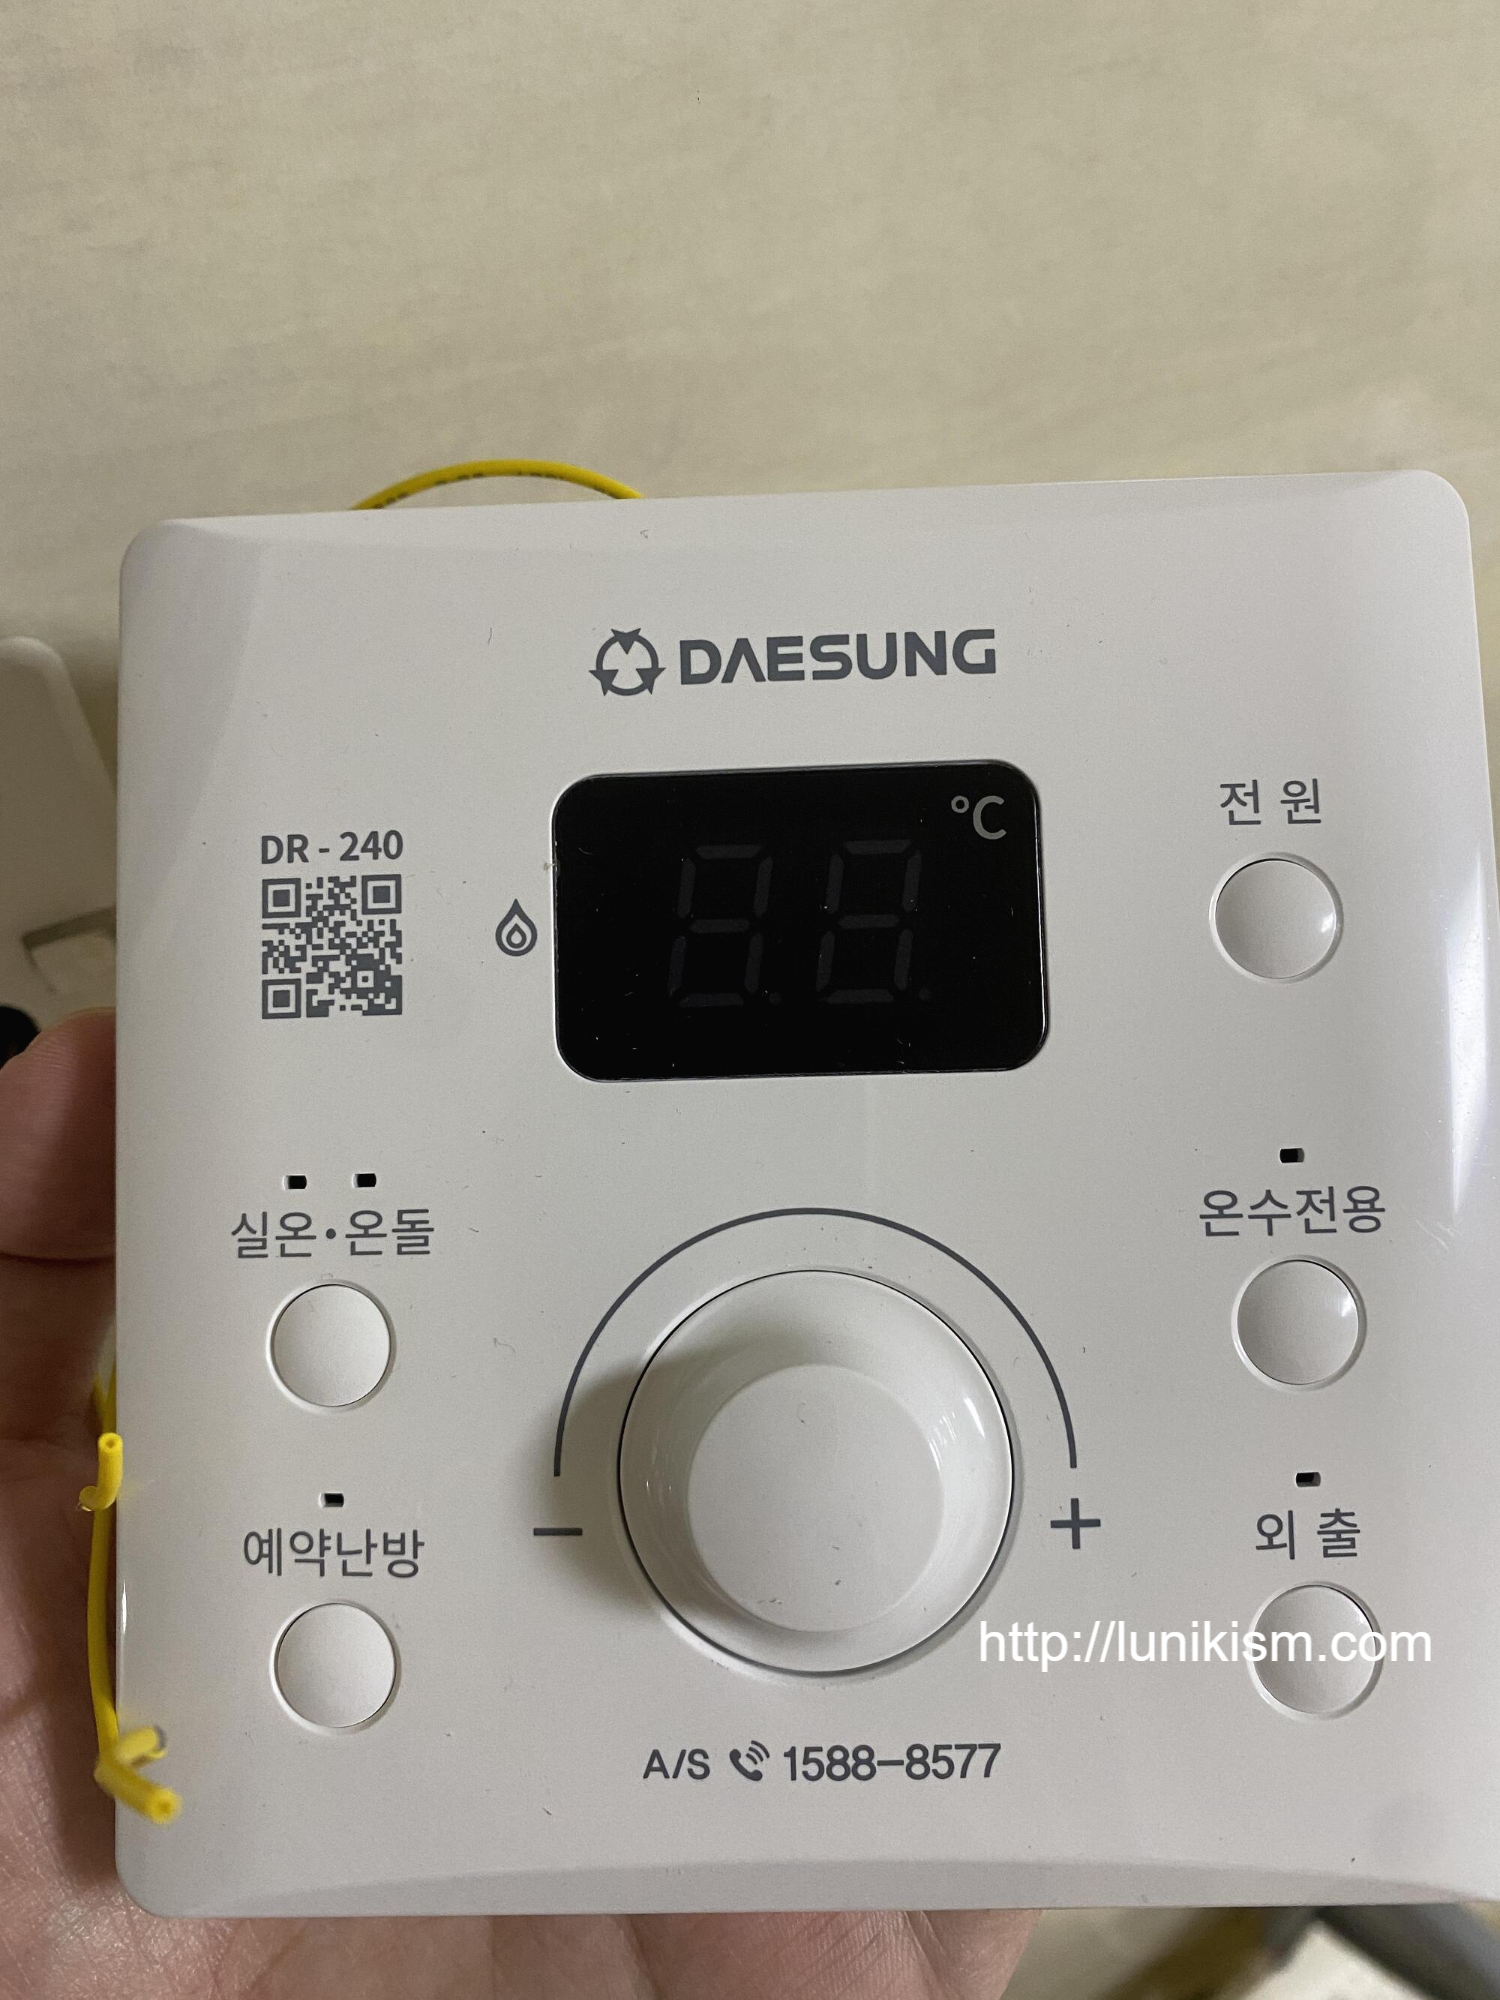 DAESUNG
DR - 240
°C
전 원
실온•온돌
온수전용
예약난방
외 출
− +
http://lunikism.com
A/S 1588-8577